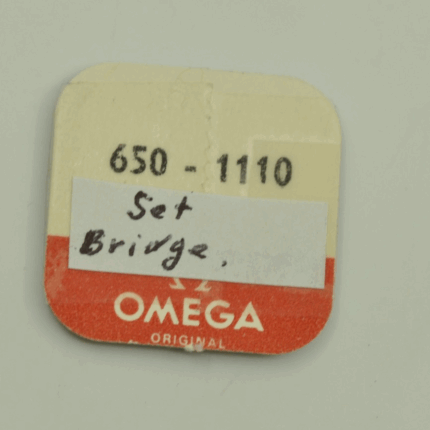 650 - 1110
Set
Bridge.
Ω
OMEGA
ORIGINAL